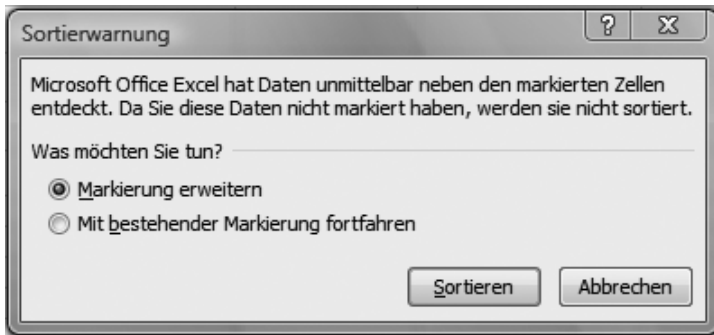 Sortierwarnung
Microsoft Office Excel hat Daten unmittelbar neben den markierten Zellen
entdeckt. Da Sie diese Daten nicht markiert haben, werden sie nicht sortiert.
Was möchten Sie tun?
Markierung erweitern
Mit bestehender Markierung fortfahren
Sortieren Abbrechen